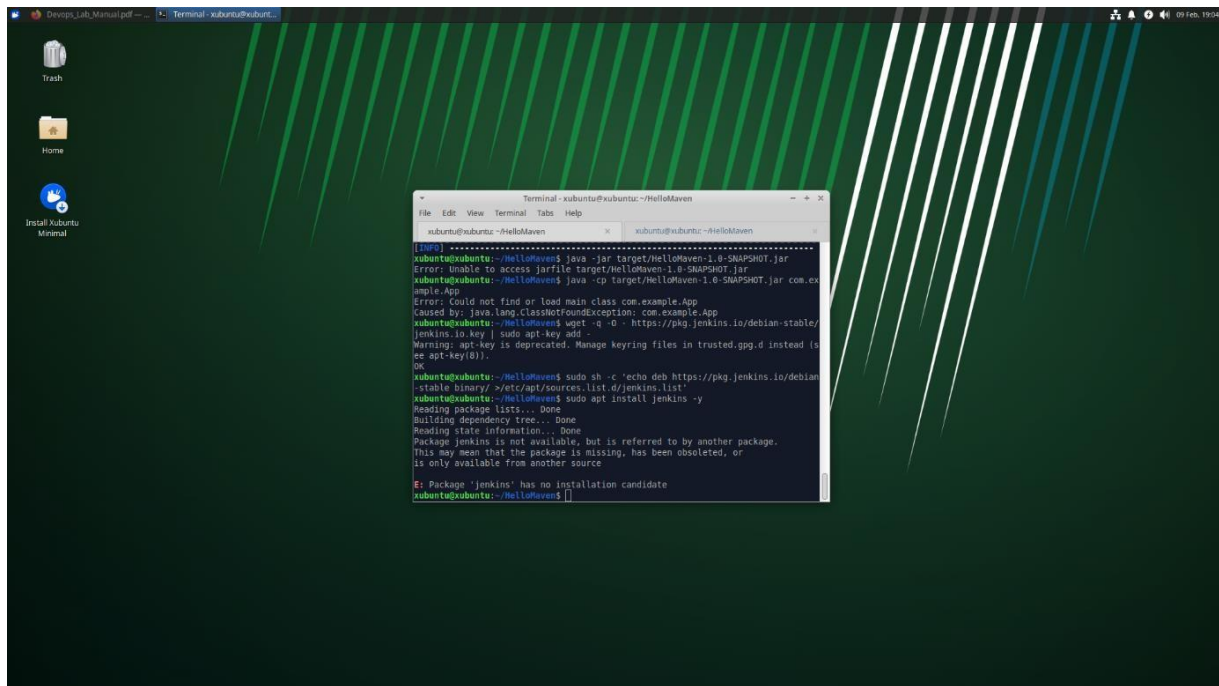 Devops_Lab_Manual.pdf — ...
Terminal - xubuntu@xubunt...
09 Feb, 19:04
Trash
Home
Install Xubuntu
Minimal
Terminal - xubuntu@xubuntu: ~/HelloMaven
File Edit View Terminal Tabs Help
xubuntu@xubuntu: ~/HelloMaven
xubuntu@xubuntu: ~/HelloMaven
[INFO] ------------------------------------------------------------------------
xubuntu@xubuntu:~/HelloMaven$ java -jar target/HelloMaven-1.0-SNAPSHOT.jar
Error: Unable to access jarfile target/HelloMaven-1.0-SNAPSHOT.jar
xubuntu@xubuntu:~/HelloMaven$ java -cp target/HelloMaven-1.0-SNAPSHOT.jar com.ex
ample.App
Error: Could not find or load main class com.example.App
Caused by: java.lang.ClassNotFoundException: com.example.App
xubuntu@xubuntu:~/HelloMaven$ wget -q -O - https://pkg.jenkins.io/debian-stable/
jenkins.io.key | sudo apt-key add -
Warning: apt-key is deprecated. Manage keyring files in trusted.gpg.d instead (s
ee apt-key(8)).
OK
xubuntu@xubuntu:~/HelloMaven$ sudo sh -c 'echo deb https://pkg.jenkins.io/debian
-stable binary/ >/etc/apt/sources.list.d/jenkins.list'
xubuntu@xubuntu:~/HelloMaven$ sudo apt install jenkins -y
Reading package lists... Done
Building dependency tree... Done
Reading state information... Done
Package jenkins is not available, but is referred to by another package.
This may mean that the package is missing, has been obsoleted, or
is only available from another source
E: Package 'jenkins' has no installation candidate
xubuntu@xubuntu:~/HelloMaven$